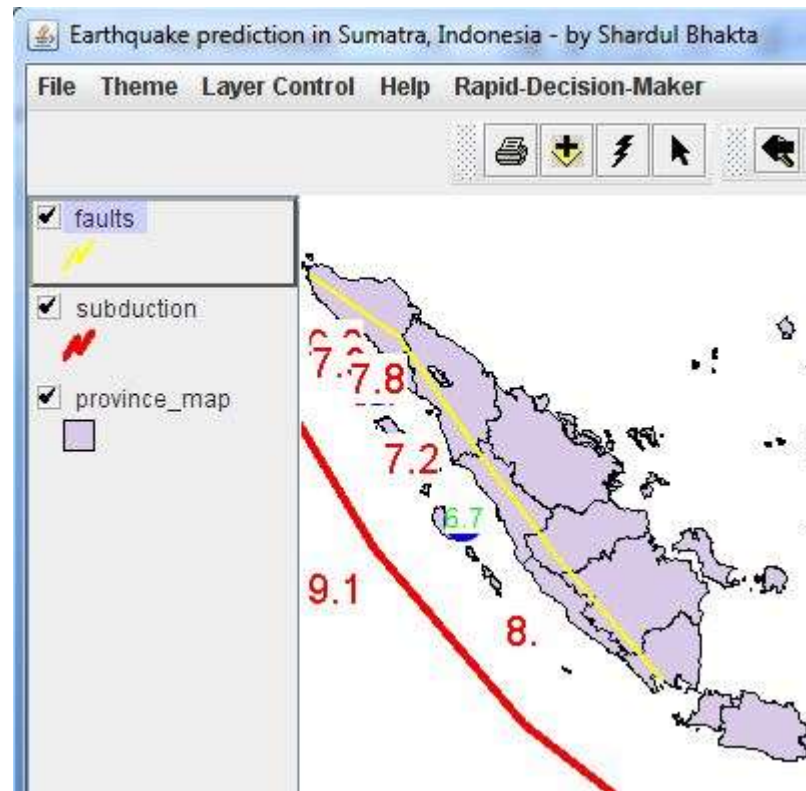 Earthquake prediction in Sumatra, Indonesia - by Shardul Bhakta
File Theme Layer Control Help Rapid-Decision-Maker
faults
subduction
province_map
7.8
7.2
6.7
9.1
8.